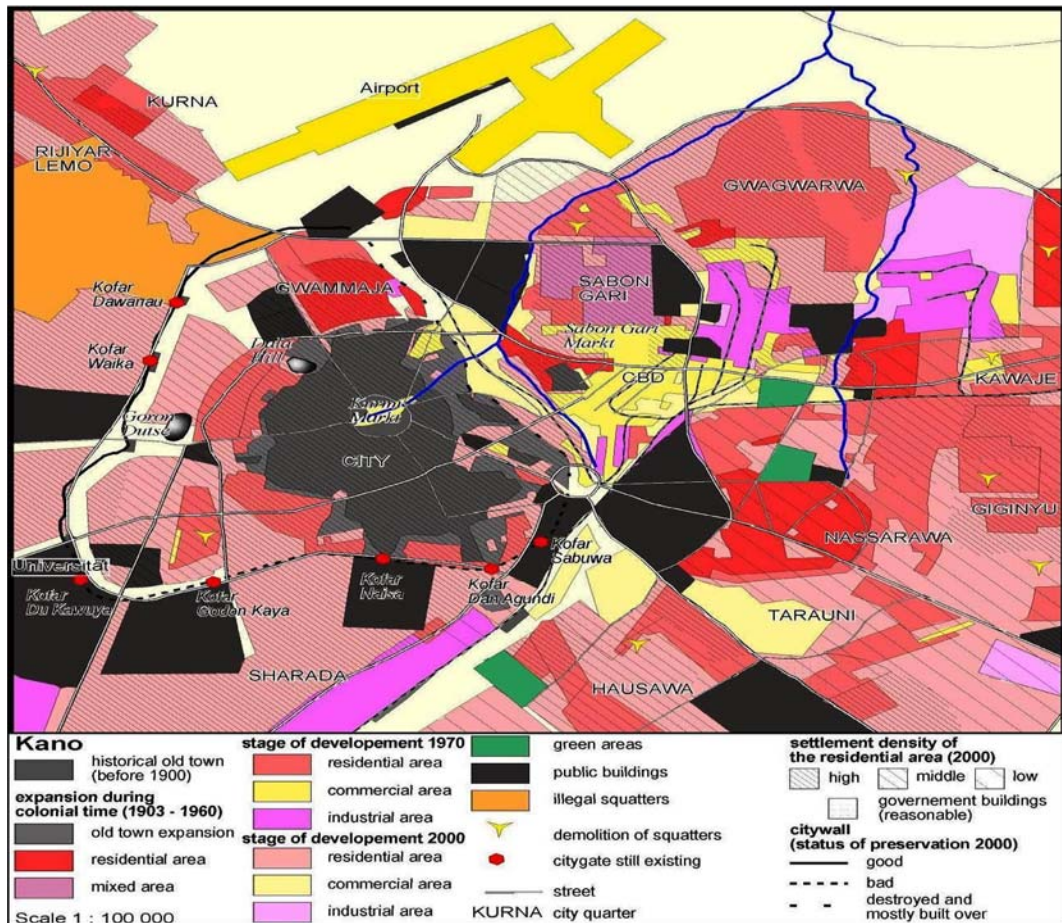 Airport
KURNA
RIJIYAR
LEMO
GWAGWARWA
Kofar
Dawanau
GWAMMAJA
SABON
GARI
Sabon Gari
Markt
Kofar
Waika
Dala
Hill
CBD
KAWAJE
Goron
Dutse
Kurmi
Markt
CITY
GIGINYU
NASSARAWA
Kofar
Sabuwa
Universität
Kofar
Du Kawuya
Kofar
Godon Kaya
Kofar
Naisa
Kofar
Dan Agundi
TARAUNI
SHARADA
HAUSAWA
Kano
historical old town
(before 1900)
expansion during
colonial time (1903 - 1960)
old town expansion
residential area
mixed area
Scale 1 : 100 000
stage of developement 1970
residential area
commercial area
industrial area
stage of developement 2000
residential area
commercial area
industrial area
green areas
public buildings
illegal squatters
demolition of squatters
citygate still existing
street
KURNA city quarter
settlement density of
the residential area (2000)
high middle low
governement buildings
(reasonable)
citywall
(status of preservation 2000)
good
bad
destroyed and
mostly built over